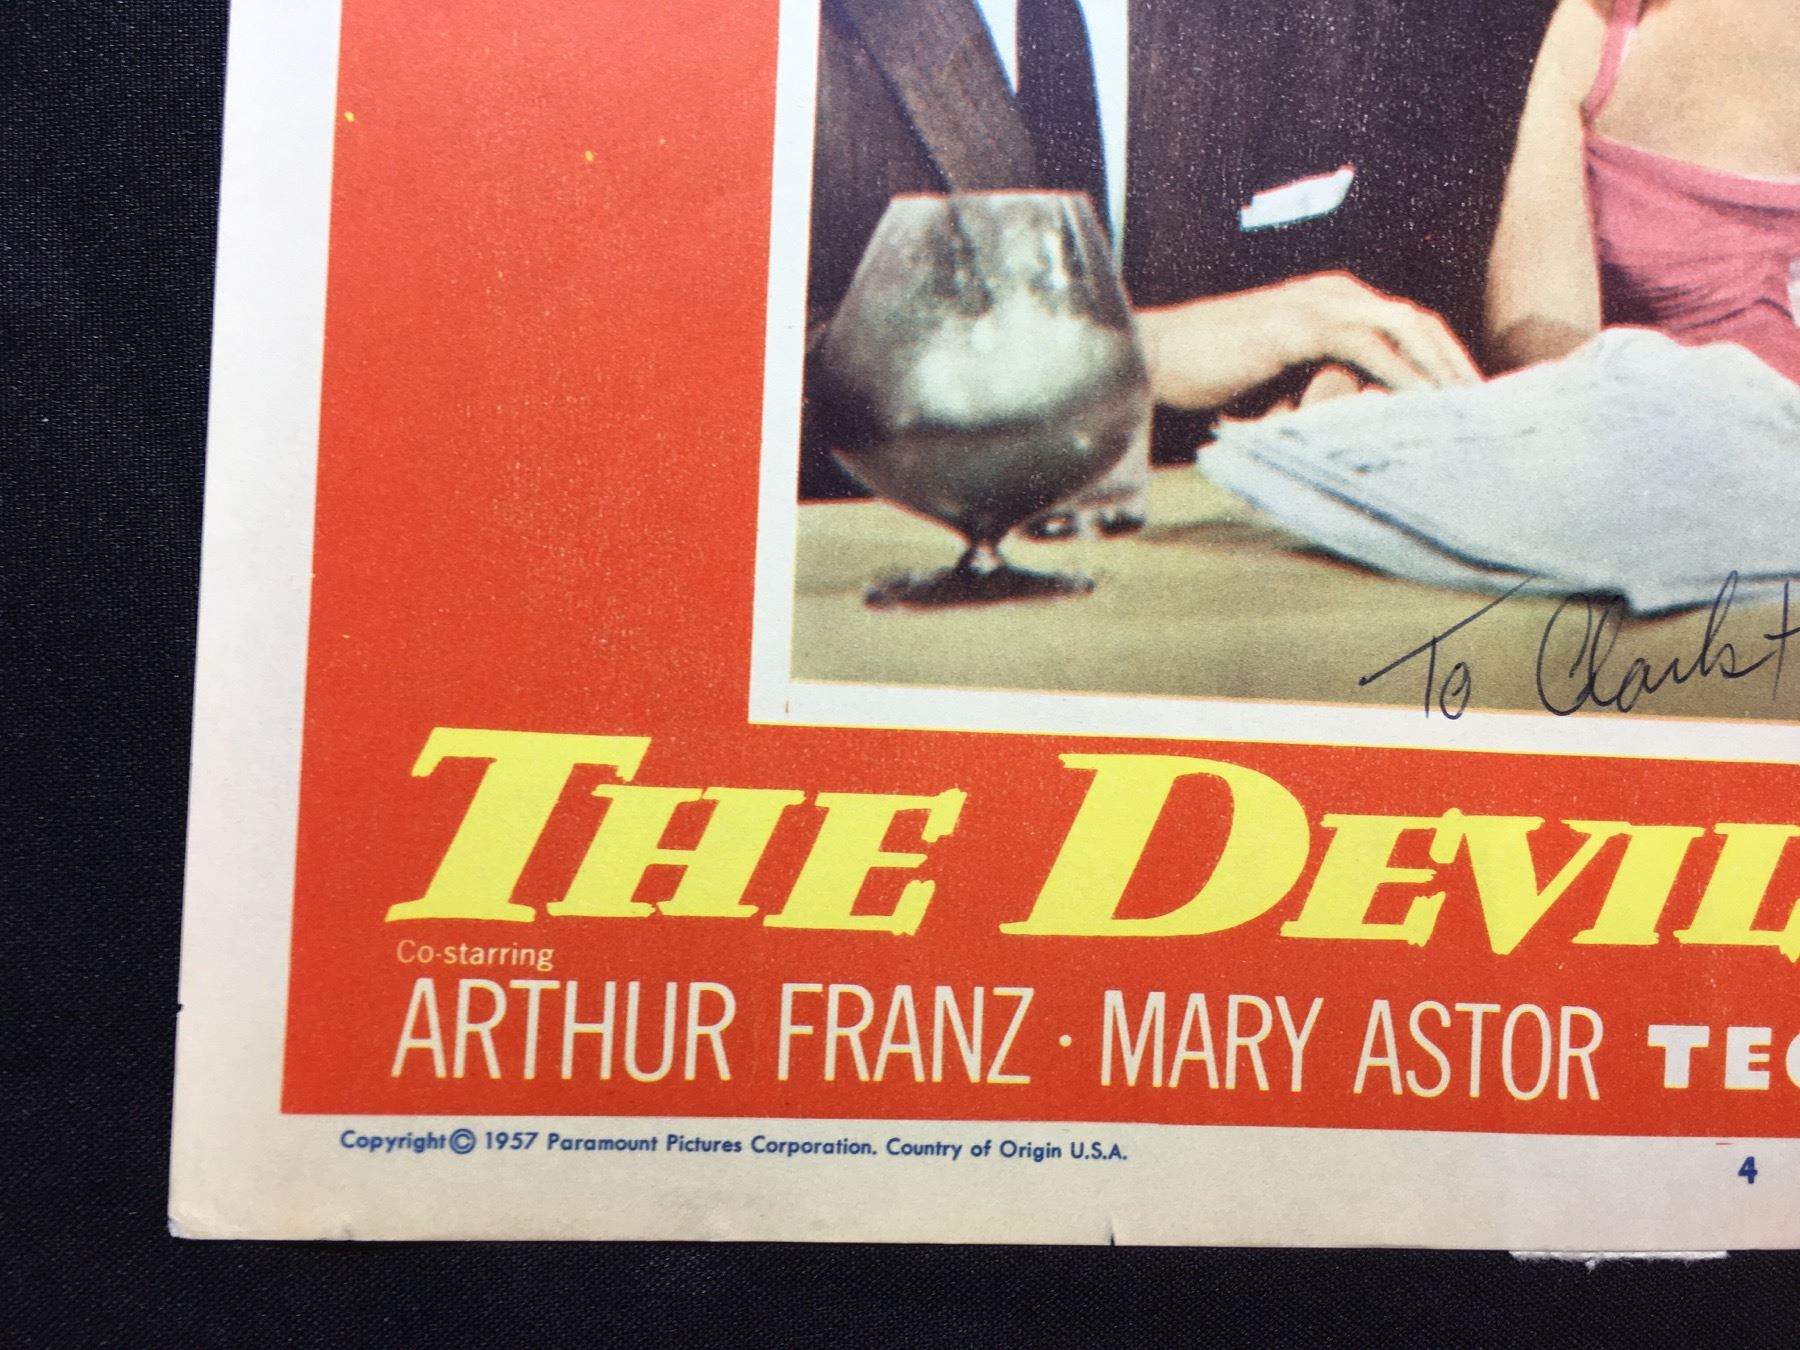 To Clark +
THE DEVIL
Co-starring
ARTHUR FRANZ · MARY ASTOR TEC
Copyright © 1957 Paramount Pictures Corporation. Country of Origin U.S.A.
4